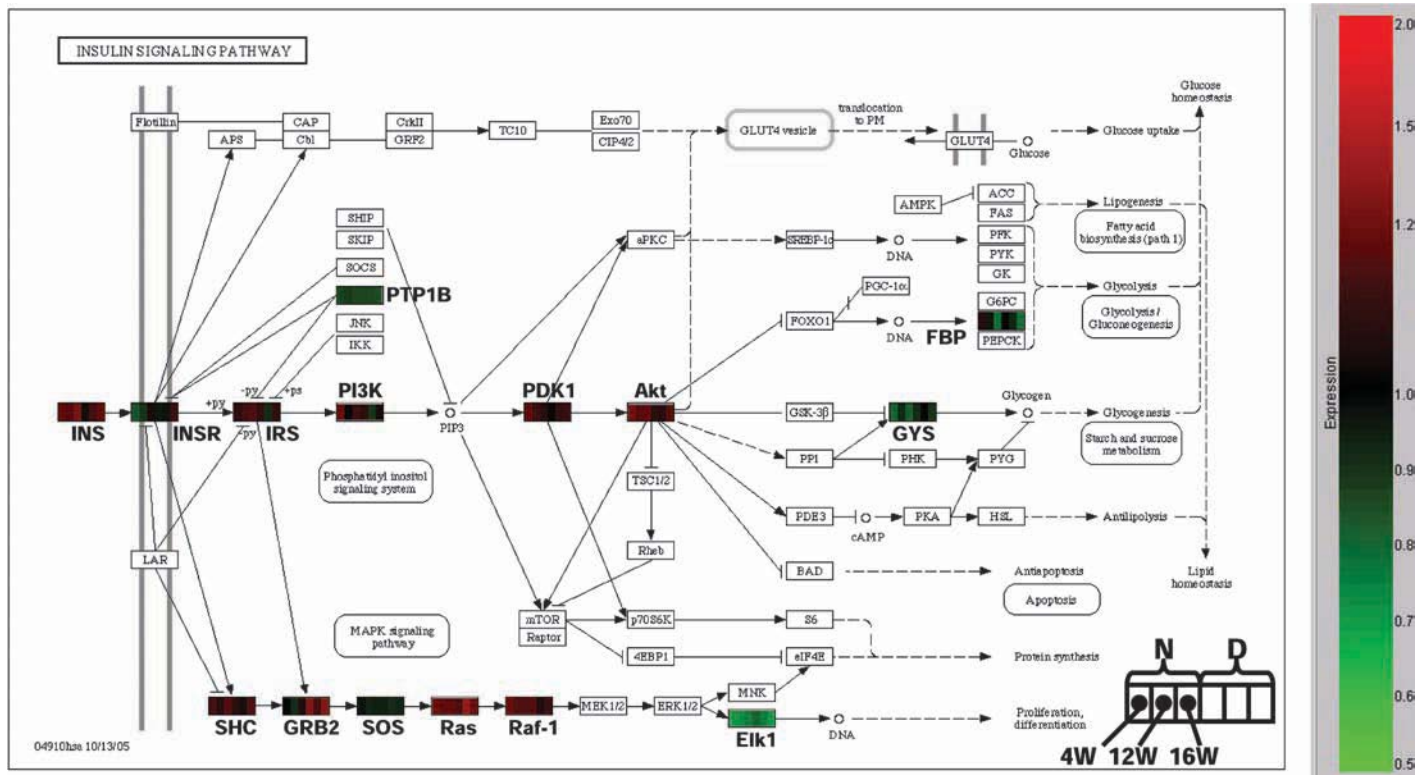 INSULIN SIGNALING PATHWAY
Flotillin
CAP
CrkII
APS
Cbl
GRF2
TC10
Exo70
CIP4/2
GLUT4 vesicle
translocation
to PM
GLUT4
Glucose
Glucose uptake
Glucose
homeostasis
SHIP
SKIP
SOCS
PTP1B
JNK
IKK
aPKC
SREBP-1c
DNA
AMPK
ACC
FAS
PFK
PYK
GK
Lipogenesis
Fatty acid
biosynthesis (path 1)
PGC-1α
FOXO1
DNA
FBP
G6PC
PEPCK
Glycolysis
Glycolysis /
Gluconeogenesis
INS
INSR
+py
-py
+ps
-py
IRS
PI3K
PIP3
PDK1
Akt
GSK-3β
GYS
Glycogen
Glycogenesis
Starch and sucrose
metabolism
Phosphatidyl inositol
signaling system
TSC1/2
PP1
PHK
PYG
PDE3
cAMP
PKA
HSL
Antilipolysis
LAR
Rheb
BAD
Antiapoptosis
Apoptosis
Lipid
homeostasis
MAPK signaling
pathway
mTOR
Raptor
p70S6K
S6
4EBP1
eIF4E
Protein synthesis
SHC
GRB2
SOS
Ras
Raf-1
MEK1/2
ERK1/2
MNK
Elk1
DNA
Proliferation,
differentiation
N
D
4W
12W
16W
04910hsa 10/13/05
Expression